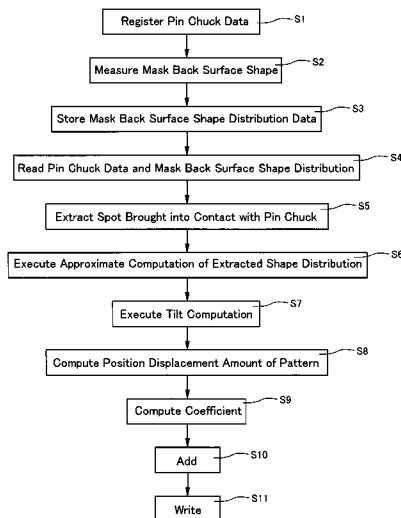 Register Pin Chuck Data
S1
Measure Mask Back Surface Shape
S2
Store Mask Back Surface Shape Distribution Data
S3
Read Pin Chuck Data and Mask Back Surface Shape Distribution
S4
Extract Spot Brought into Contact with Pin Chuck
S5
Execute Approximate Computation of Extracted Shape Distribution
S6
Execute Tilt Computation
S7
Compute Position Displacement Amount of Pattern
S8
Compute Coefficient
S9
Add
S10
Write
S11